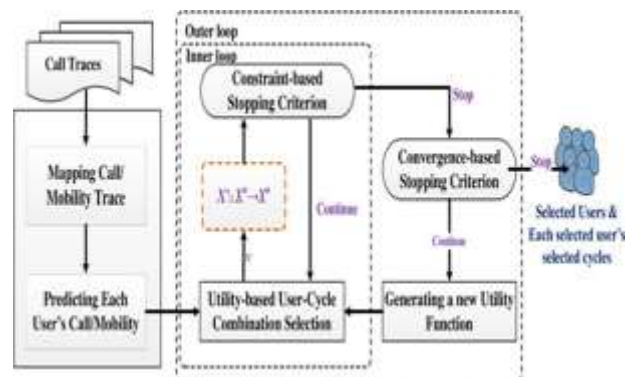 Outer loop
Inner loop
Call Traces
Constraint-based
Stopping Criterion
Stop
Convergence-based
Stopping Criterion
Stop
Mapping Call/
Mobility Trace
Continue
Selected Users &
Each selected user's
selected cycles
Continue
Predicting Each
User's Call/Mobility
Utility-based User-Cycle
Combination Selection
Generating a new Utility
Function